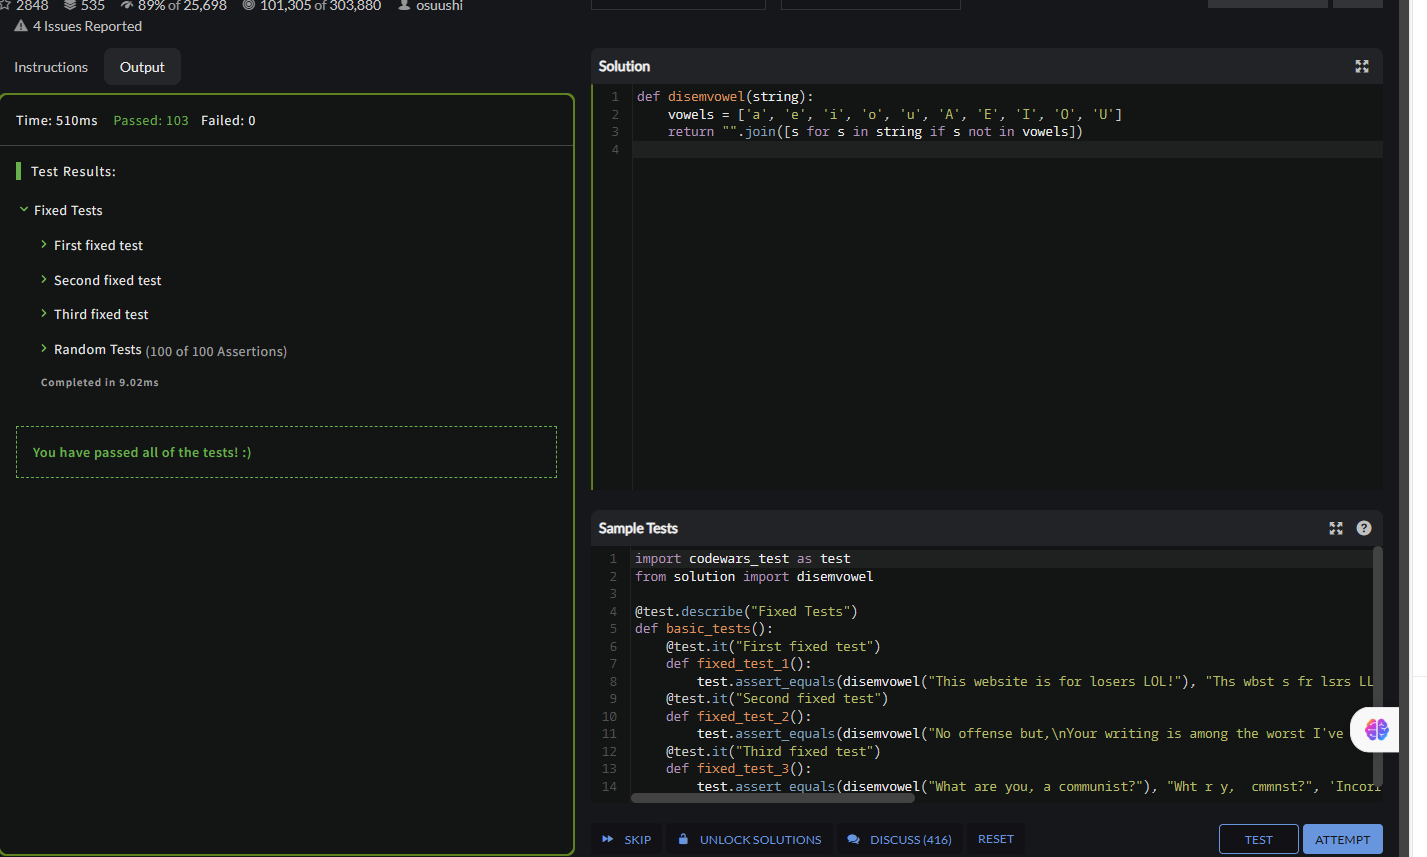 2848 535 89% of 25,698 101,305 of 303,880 osuushi
4 Issues Reported
Instructions Output
Time: 510ms Passed: 103 Failed: 0
Test Results:
Fixed Tests
First fixed test
Second fixed test
Third fixed test
Random Tests (100 of 100 Assertions)
Completed in 9.02ms
You have passed all of the tests! :)
Solution
1 def disemvowel(string):
2 vowels = ['a', 'e', 'i', 'o', 'u', 'A', 'E', 'I', 'O', 'U']
3 return "".join([s for s in string if s not in vowels])
4
Sample Tests
1 import codewars_test as test
2 from solution import disemvowel
3
4 @test.describe("Fixed Tests")
5 def basic_tests():
6 @test.it("First fixed test")
7 def fixed_test_1():
8 test.assert_equals(disemvowel("This website is for losers LOL!"), "Ths wbst s fr lsrs LL
9 @test.it("Second fixed test")
10 def fixed_test_2():
11 test.assert_equals(disemvowel("No offense but,\nYour writing is among the worst I've
12 @test.it("Third fixed test")
13 def fixed_test_3():
14 test.assert_equals(disemvowel("What are you, a communist?"), "Wht r y,  cmmnst?", 'Incorr
SKIP UNLOCK SOLUTIONS DISCUSS (416) RESET TEST ATTEMPT